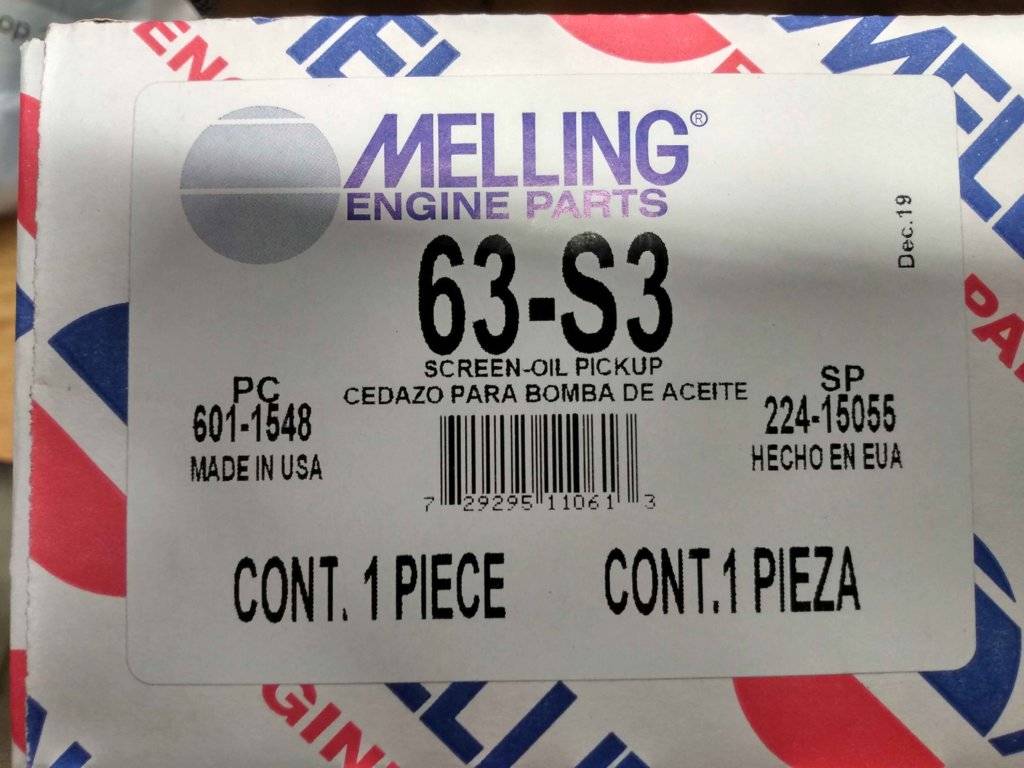 MELLING®
ENGINE PARTS
Dec.19
63-S3
SCREEN-OIL PICKUP
CEDAZO PARA BOMBA DE ACEITE
PC
601-1548
MADE IN USA
SP
224-15055
HECHO EN EUA
7 29295 11061 3
CONT. 1 PIECE
CONT.1 PIEZA